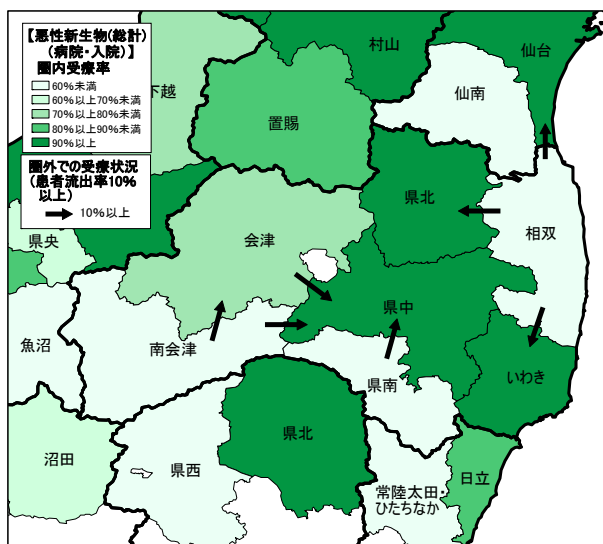 【悪性新生物(総計)
(病院・入院)】
圏内受療率
60%未満
60%以上70%未満
70%以上80%未満
80%以上90%未満
90%以上
圏外での受療状況
(患者流出率10%
以上)
10%以上
村山
仙台
下越
仙南
置賜
県北
相双
県央
会津
県中
魚沼
南会津
県南
いわき
県北
沼田
県西
日立
常陸太田・
ひたちなか